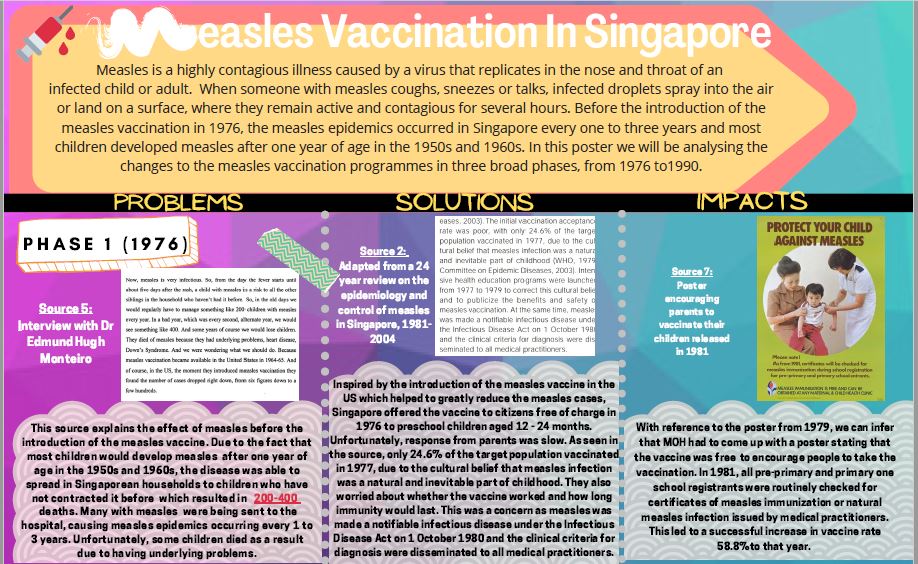 Measles Vaccination In Singapore
Measles is a highly contagious illness caused by a virus that replicates in the nose and throat of an
infected child or adult. When someone with measles coughs, sneezes or talks, infected droplets spray into the air
or land on a surface, where they remain active and contagious for several hours. Before the introduction of the
measles vaccination in 1976, the measles epidemics occurred in Singapore every one to three years and most
children developed measles after one year of age in the 1950s and 1960s. In this poster we will be analysing the
changes to the measles vaccination programmes in three broad phases, from 1976 to1990.
PROBLEMS
SOLUTIONS
IMPACTS
PHASE 1 (1976)
Source 5:
Interview with Dr
Edmund Hugh
Monteiro
Now, measles is very infectious. So, from the day the fever starts until
about five days after the rash, a child with measles is a risk to all the other
siblings in the household who haven't had it before. So, in the old days we
would regularly have to manage something like 200 children with measles
every year. In a bad year, which was every second, alternate year, we would
see something like 400. And some years of course we would lose children.
They died of measles because they had underlying problems, heart disease,
Down's Syndrome. And we were wondering what we should do. Because
measles vaccination became available in the United States in 1964-65. And
of course, in the US, the moment they introduced measles vaccination they
found the number of cases dropped right down, from six figures down to a
few hundreds.
This source explains the effect of measles before the
introduction of the measles vaccine. Due to the fact that
most children would develop measles after one year of
age in the 1950s and 1960s, the disease was able to
spread in Singaporean households to children who have
not contracted it before which resulted in 200-400
deaths. Many with measles were being sent to the
hospital, causing measles epidemics occurring every 1 to
3 years. Unfortunately, some children died as a result
due to having underlying problems.
Source 2:
Adapted from a 24
year review on the
epidemiology and
control of measles
in Singapore, 1981-
2004
eases, 2003). The initial vaccination acceptanc
rate was poor, with only 24.6% of the targe
population vaccinated in 1977, due to the cul
tural belief that measles infection was a natura
and inevitable part of childhood (WHD, 1979
Committee on Epidemic Diseases, 2003). Inten
sive health education programs were launched
from 1977 to 1979 to correct this cultural belief
and to publicize the benefits and safety o
measles vaccination. At the same time, measles
was made a notifiable infectious disease under
the Infectious Disease Act on 1 October 1980
and the clinical criteria for diagnosis were dis
seminated to all medical practitioners.
Inspired by the introduction of the measles vaccine in the
US which helped to greatly reduce the measles cases,
Singapore offered the vaccine to citizens free of charge in
1976 to preschool children aged 12 - 24 months.
Unfortunately, response from parents was slow. As seen in
the source, only 24.6% of the target population vaccinated
in 1977, due to the cultural belief that measles infection
was a natural and inevitable part of childhood. They also
worried about whether the vaccine worked and how long
immunity would last. This was a concern as measles was
made a notifiable infectious disease under the Infectious
Disease Act on 1 October 1980 and the clinical criteria for
diagnosis were disseminated to all medical practitioners.
Source 7:
Poster
encouraging
parents to
vaccinate their
children released
in 1981
PROTECT YOUR CHILD
AGAINST MEASLES
Please note!
As from 1981, certificates will be checked for
measles immunization during school registration
for pre-primary and primary school entrants.
MEASLES IMMUNISATION IS FREE AND CAN BE
OBTAINED AT ANY MATERNAL & CHILD HEALTH CLINIC
With reference to the poster from 1979, we can infer
that MOH had to come up with a poster stating that
the vaccine was free to encourage people to take the
vaccination. In 1981, all pre-primary and primary one
school registrants were routinely checked for
certificates of measles immunization or natural
measles infection issued by medical practitioners.
This led to a successful increase in vaccine rate
58.8%to that year.